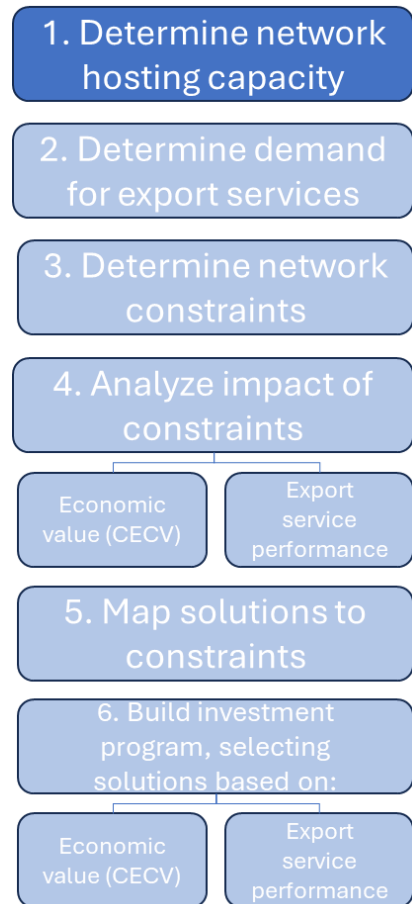 1. Determine network
hosting capacity
2. Determine demand
for export services
3. Determine network
constraints
4. Analyze impact of
constraints
Economic
value (CECV)
Export
service
performance
5. Map solutions to
constraints
6. Build investment
program, selecting
solutions based on:
Economic
value (CECV)
Export
service
performance